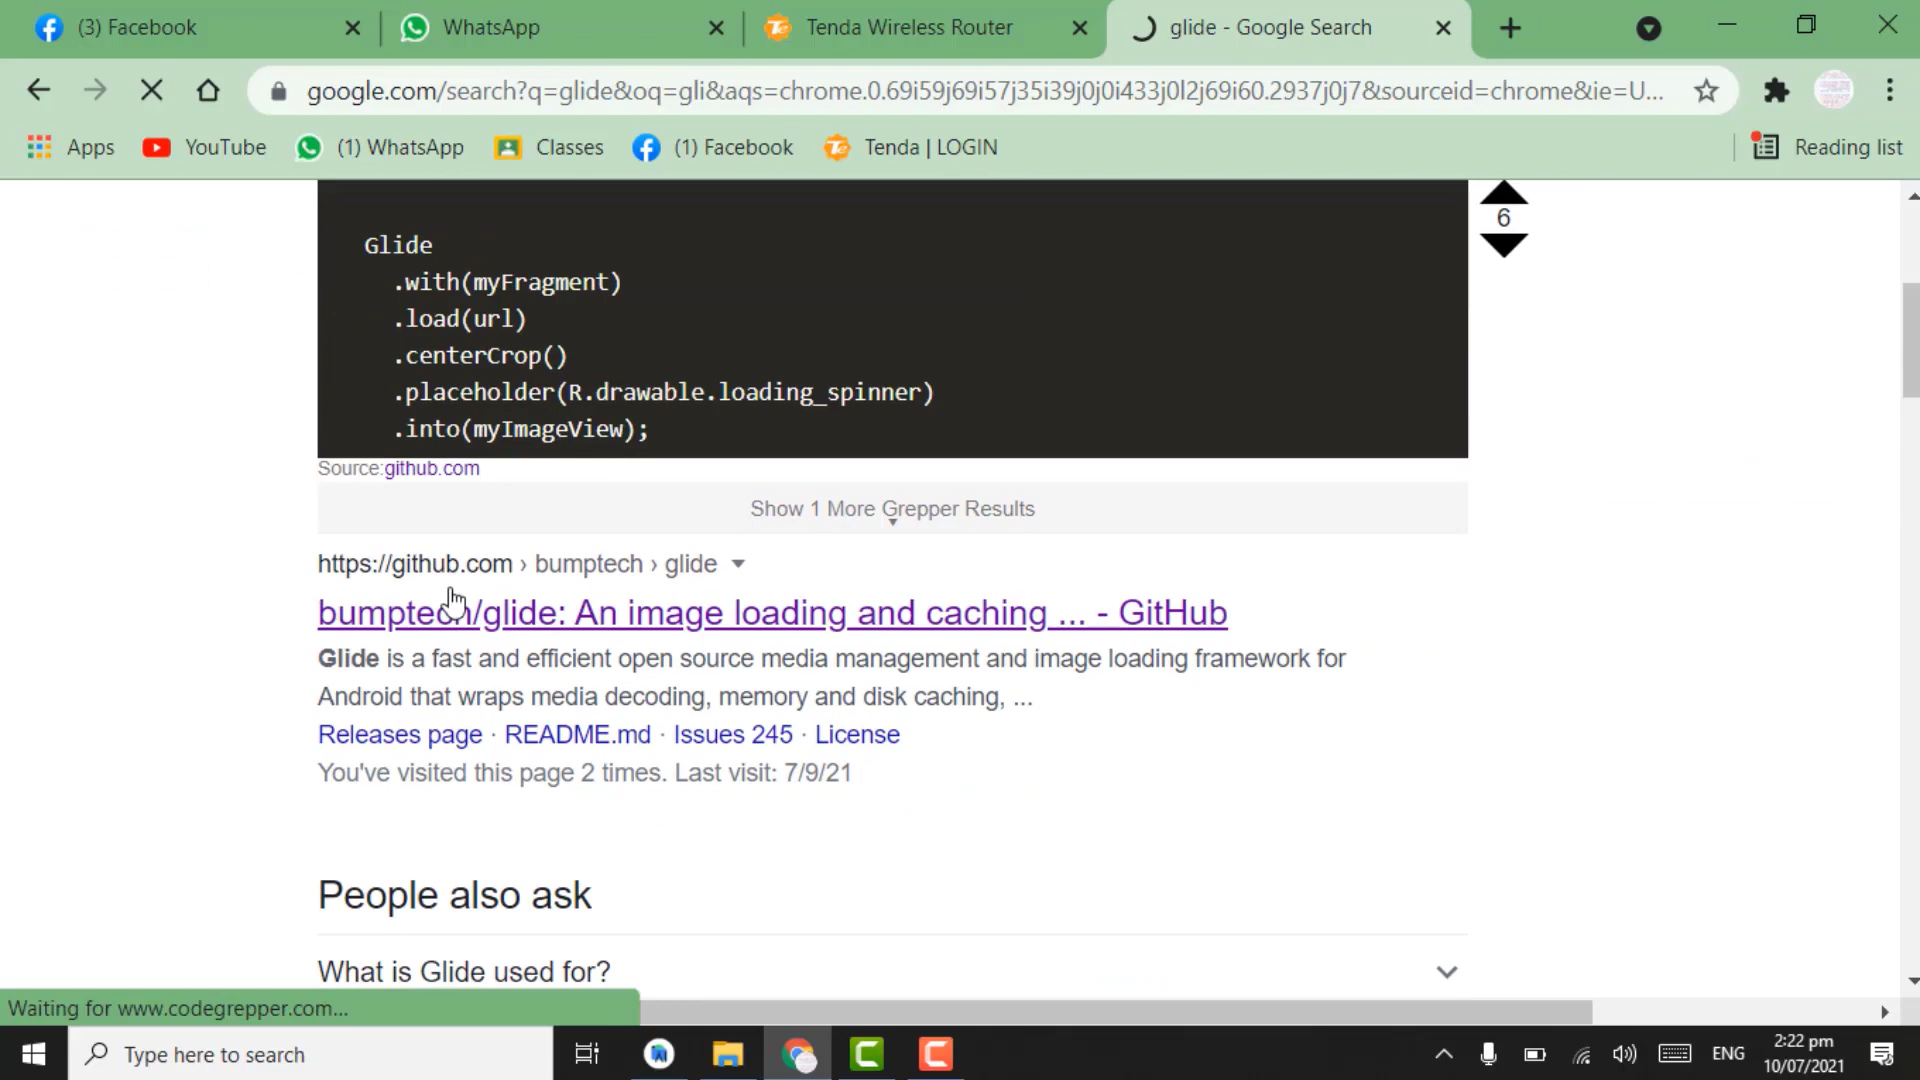 (3) Facebook
WhatsApp
Tenda Wireless Router
glide - Google Search
google.com/search?q=glide&oq=gli&aqs=chrome.0.69i59j69i57j35i39j0j0i433j0l2j69i60.2937j0j7&sourceid=chrome&ie=U...
Apps
YouTube
(1) WhatsApp
Classes
(1) Facebook
Tenda | LOGIN
Reading list
6
Glide
.with(myFragment)
.load(url)
.centerCrop()
.placeholder(R.drawable.loading_spinner)
.into(myImageView);
Source:github.com
Show 1 More Grepper Results
https://github.com › bumptech › glide
bumptech/glide: An image loading and caching ... - GitHub
Glide is a fast and efficient open source media management and image loading framework for
Android that wraps media decoding, memory and disk caching, ...
Releases page · README.md · Issues 245 · License
You've visited this page 2 times. Last visit: 7/9/21
People also ask
What is Glide used for?
Waiting for www.codegrepper.com...
Type here to search
ENG
2:22 pm
10/07/2021